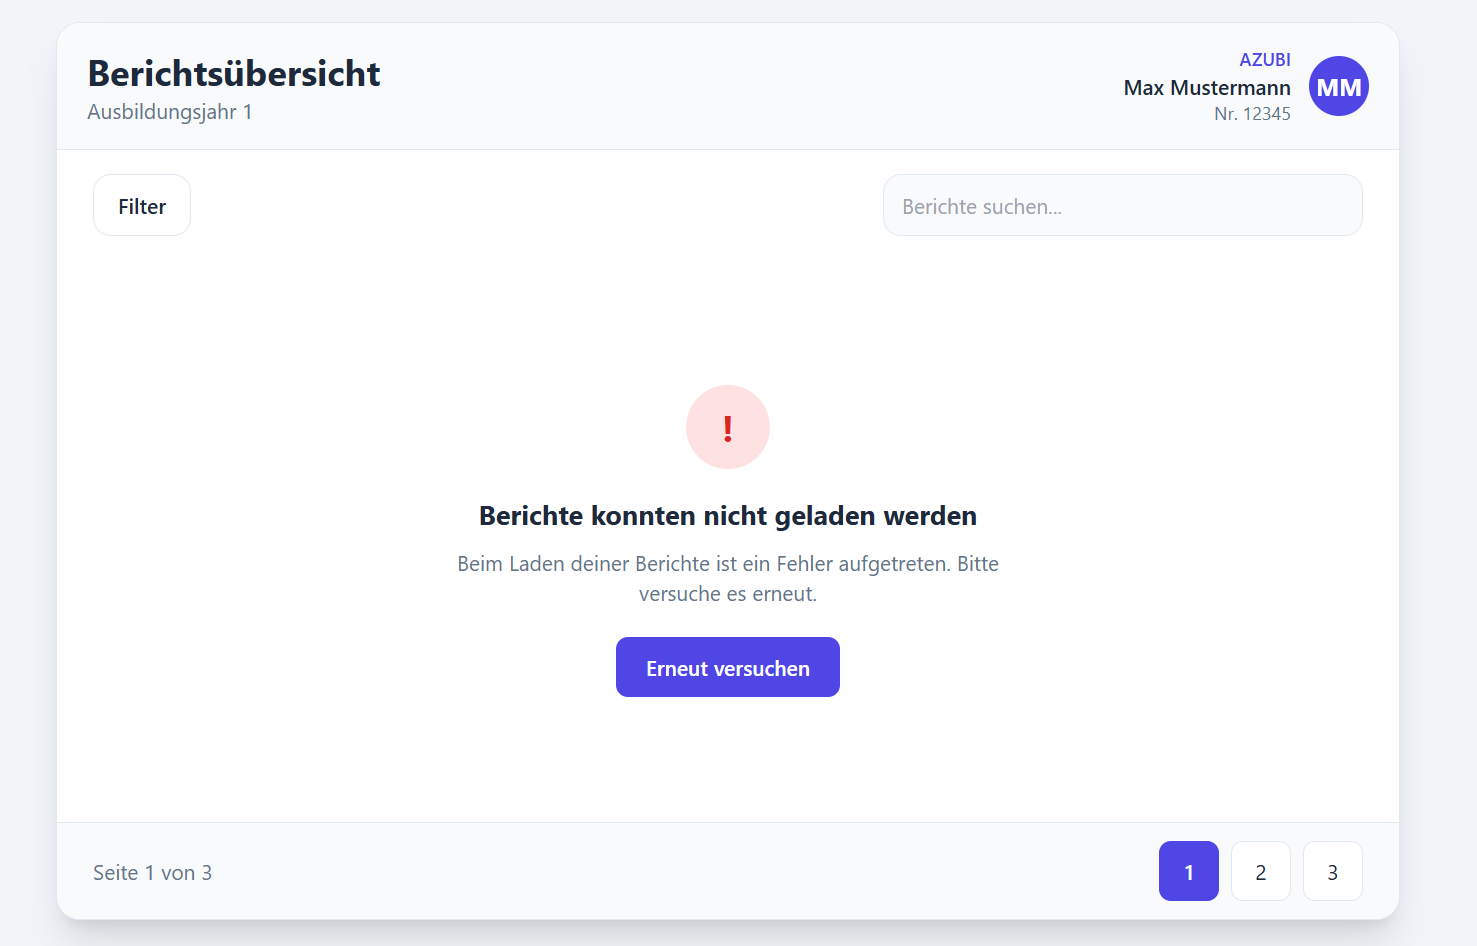 Berichtsübersicht
Ausbildungsjahr 1
AZUBI
Max Mustermann
Nr. 12345
MM
Filter
Berichte suchen...
!
Berichte konnten nicht geladen werden
Beim Laden deiner Berichte ist ein Fehler aufgetreten. Bitte
versuche es erneut.
Erneut versuchen
Seite 1 von 3
1
2
3